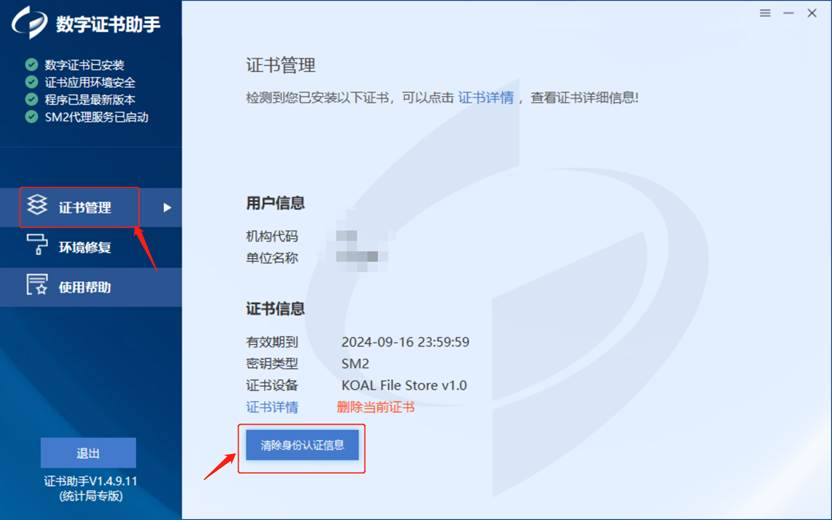 数字证书助手
数字证书已安装
证书应用环境安全
程序已是最新版本
SM2代理服务已启动
证书管理
环境修复
使用帮助
退出
证书助手V1.4.9.11
(统计局专版)
证书管理
检测到您已安装以下证书，可以点击 证书详情 ，查看证书详细信息!
用户信息
机构代码
单位名称
证书信息
有效期到 2024-09-16 23:59:59
密钥类型 SM2
证书设备 KOAL File Store v1.0
证书详情 删除当前证书
清除身份认证信息